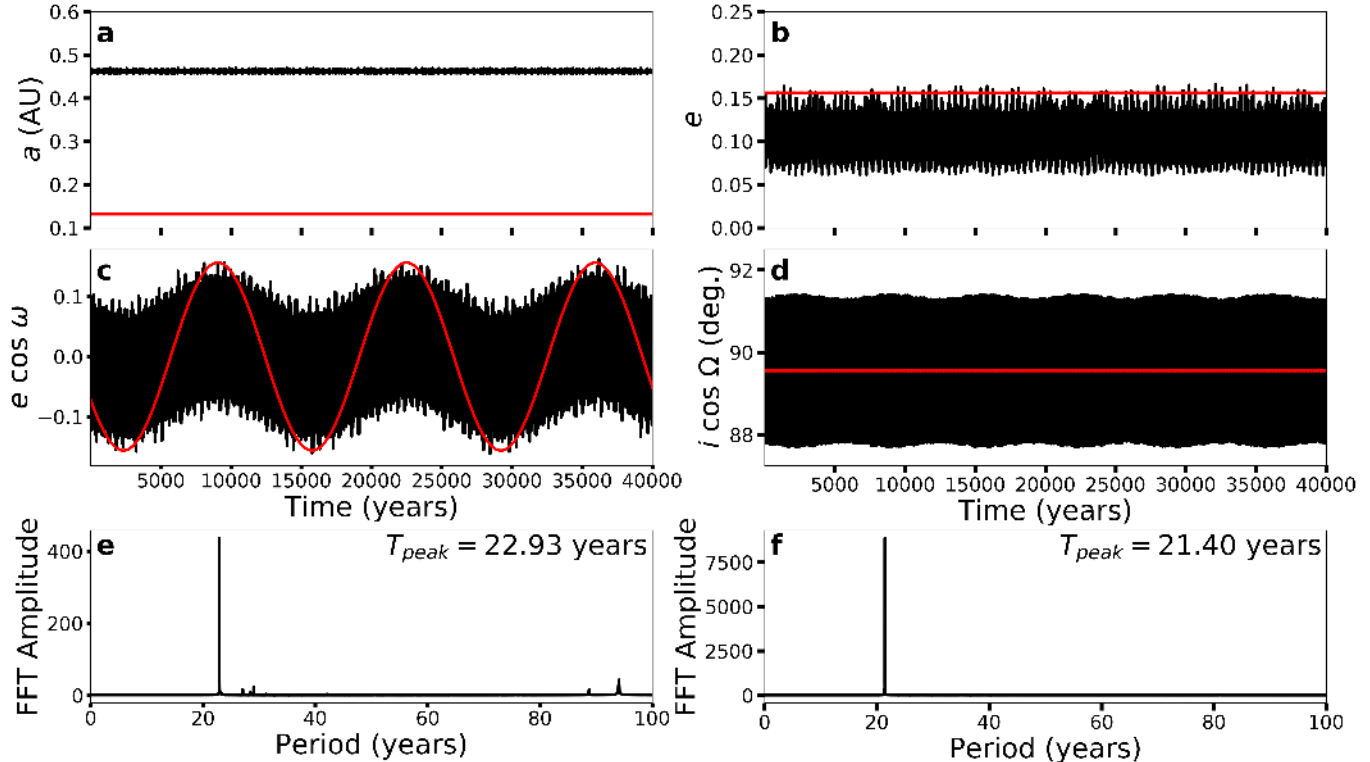 a
0.6
0.5
0.4
0.3
0.2
0.1
a (AU)
b
0.25
0.20
0.15
0.10
0.05
0.00
e
c
0.1
0.0
−0.1
e cos ω
5000 10000 15000 20000 25000 30000 35000 40000
Time (years)
d
92
90
88
i cos Ω (deg.)
5000 10000 15000 20000 25000 30000 35000 40000
Time (years)
e
T_peak = 22.93 years
400
200
0
FFT Amplitude
0 20 40 60 80 100
Period (years)
f
T_peak = 21.40 years
7500
5000
2500
0
FFT Amplitude
0 20 40 60 80 100
Period (years)